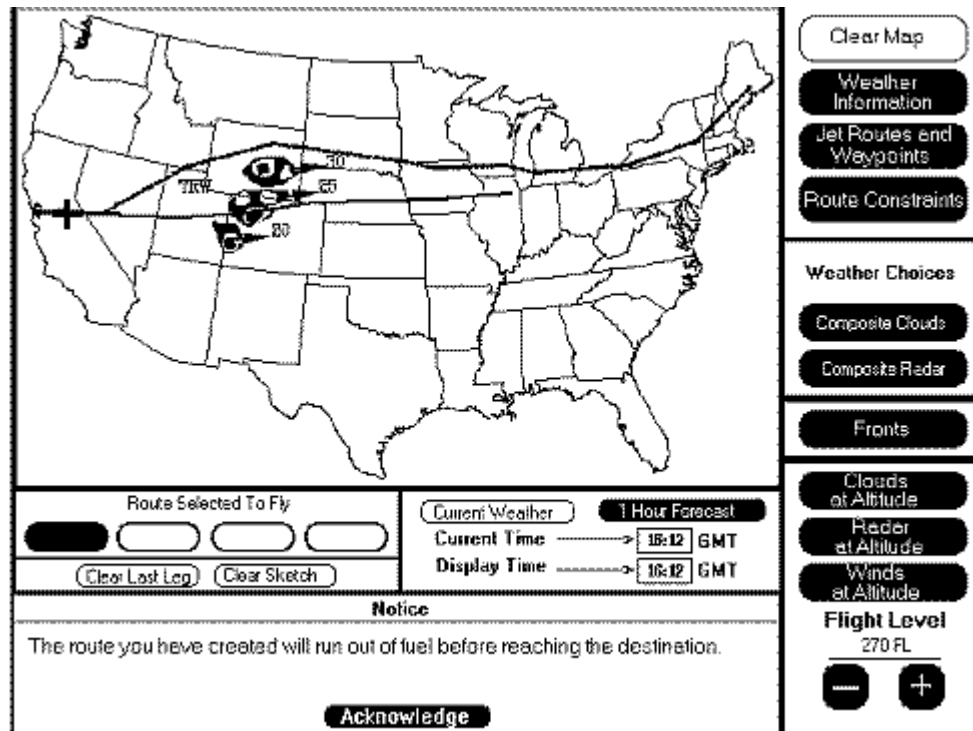 Clear Map
Weather
Information
Jet Routes and
Waypoints
Route Constraints
TRW
25
Weather Choices
Composite Clouds
Composite Radar
Fronts
Clouds
at Altitude
Radar
at Altitude
Winds
at Altitude
Flight Level
270 FL
Route Selected To Fly
Clear Last Leg
Clear Sketch
Current Weather
1 Hour Forecast
Current Time
16:12 GMT
Display Time
16:12 GMT
Notice
The route you have created will run out of fuel before reaching the destination.
Acknowledge